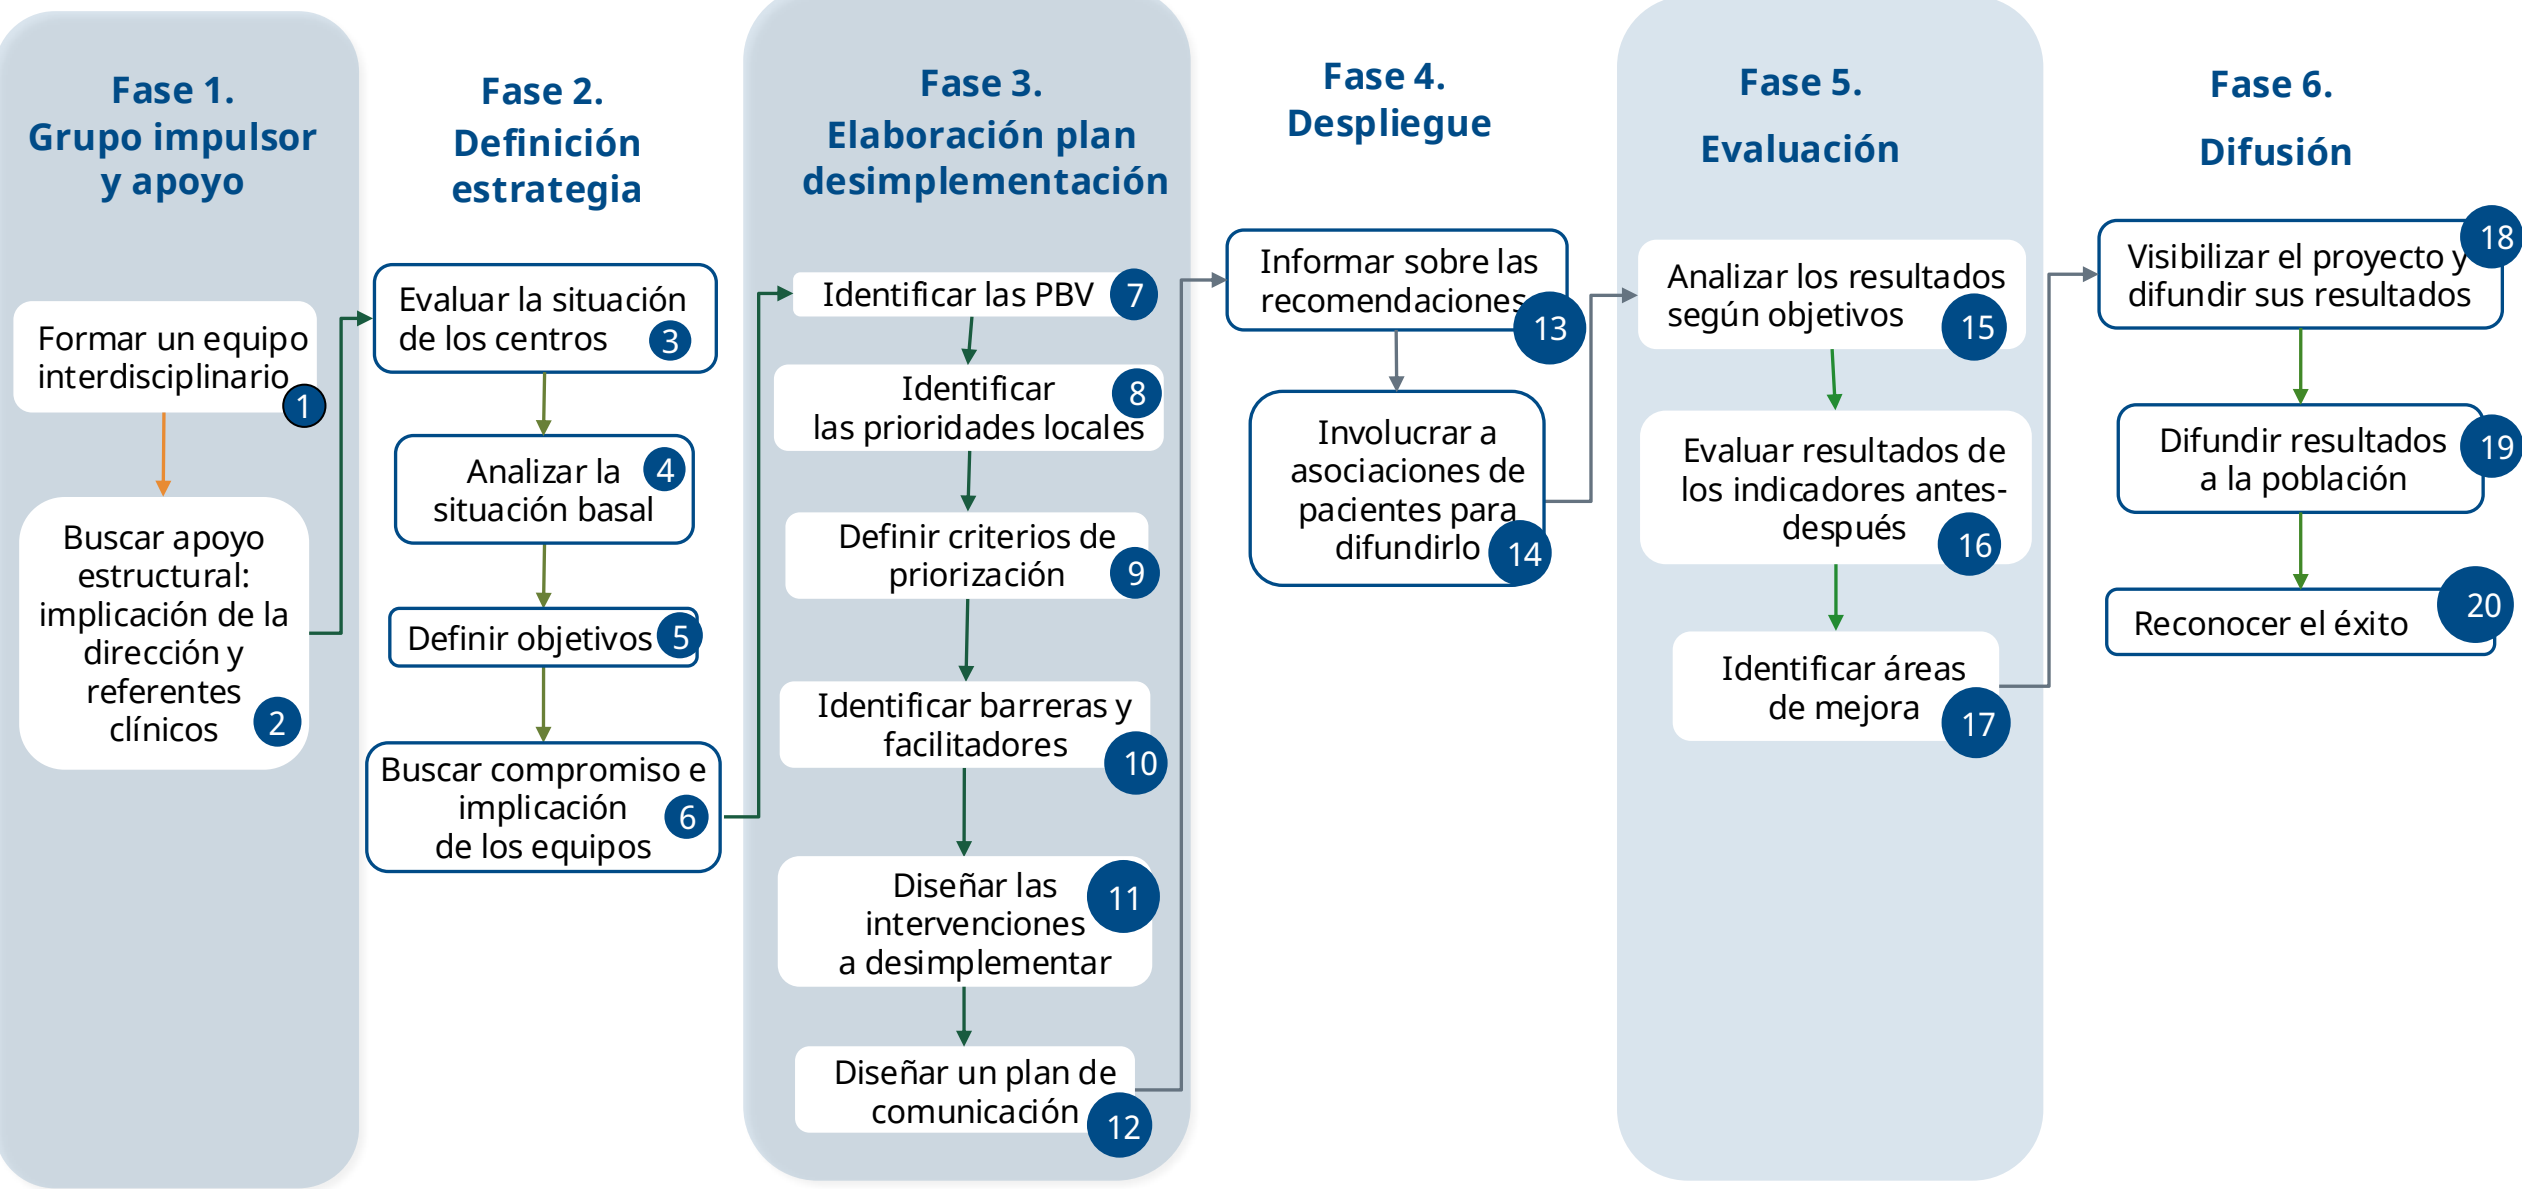 Fase 1.
Grupo impulsor
y apoyo
Formar un equipo
interdisciplinario
1
Buscar apoyo
estructural:
implicación de la
dirección y
referentes
clínicos
2
Fase 2.
Definición
estrategia
Evaluar la situación
de los centros
3
Analizar la
situación basal
4
Definir objetivos
5
Buscar compromiso e
implicación
de los equipos
6
Fase 3.
Elaboración plan
desimplementación
Identificar las PBV
7
Identificar
las prioridades locales
8
Definir criterios de
priorización
9
Identificar barreras y
facilitadores
10
Diseñar las
intervenciones
a desimplementar
11
Diseñar un plan de
comunicación
12
Fase 4.
Despliegue
Informar sobre las
recomendaciones
13
Involucrar a
asociaciones de
pacientes para
difundirlo
14
Fase 5.
Evaluación
Analizar los resultados
según objetivos
15
Evaluar resultados de
los indicadores antes-
después
16
Identificar áreas
de mejora
17
Fase 6.
Difusión
Visibilizar el proyecto y
difundir sus resultados
18
Difundir resultados
a la población
19
Reconocer el éxito
20